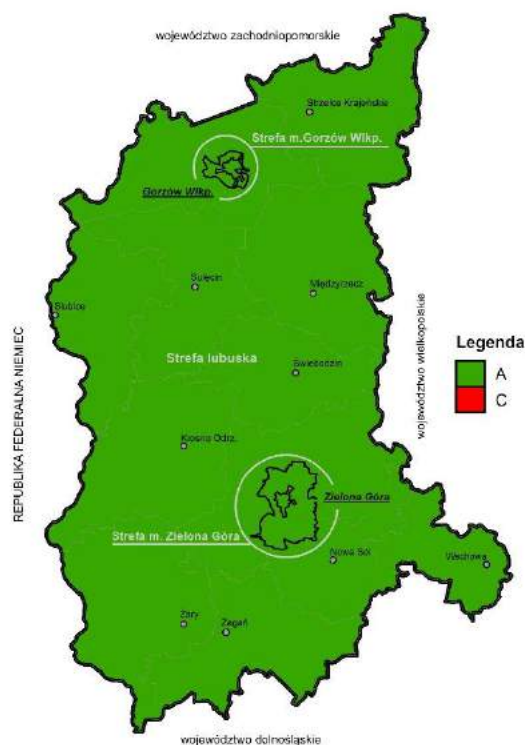 województwo zachodniopomorskie
Strzelce Krajeńskie
Strefa m.Gorzów Wlkp.
Gorzów Wlkp.
Sulęcin
Międzyrzecz
Słubice
REPUBLIKA FEDERALNA NIEMIEC
województwo wielkopolskie
Legenda
A
C
Strefa lubuska
Świebodzin
Krosno Odrz.
Zielona Góra
Strefa m. Zielona Góra
Nowa Sól
Wschowa
Żary
Żagań
województwo dolnośląskie